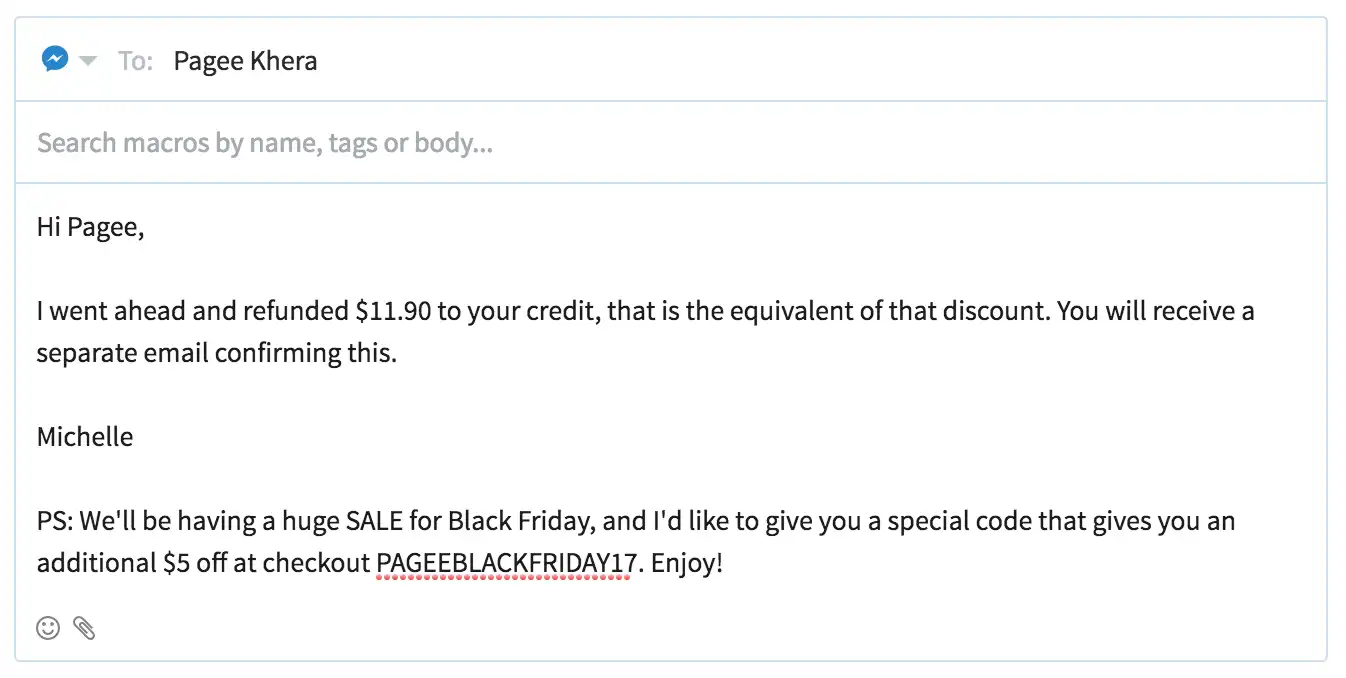 To: Pagee Khera
Search macros by name, tags or body...
Hi Pagee,
I went ahead and refunded $11.90 to your credit, that is the equivalent of that discount. You will receive a
separate email confirming this.
Michelle
PS: We'll be having a huge SALE for Black Friday, and I'd like to give you a special code that gives you an
additional $5 off at checkout PAGEEBLACKFRIDAY17. Enjoy!